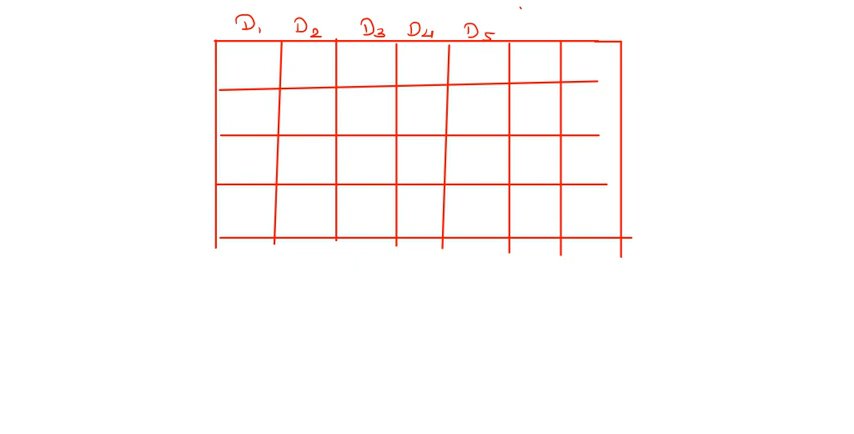 D₁ D₂ D₃ D₄ D₅